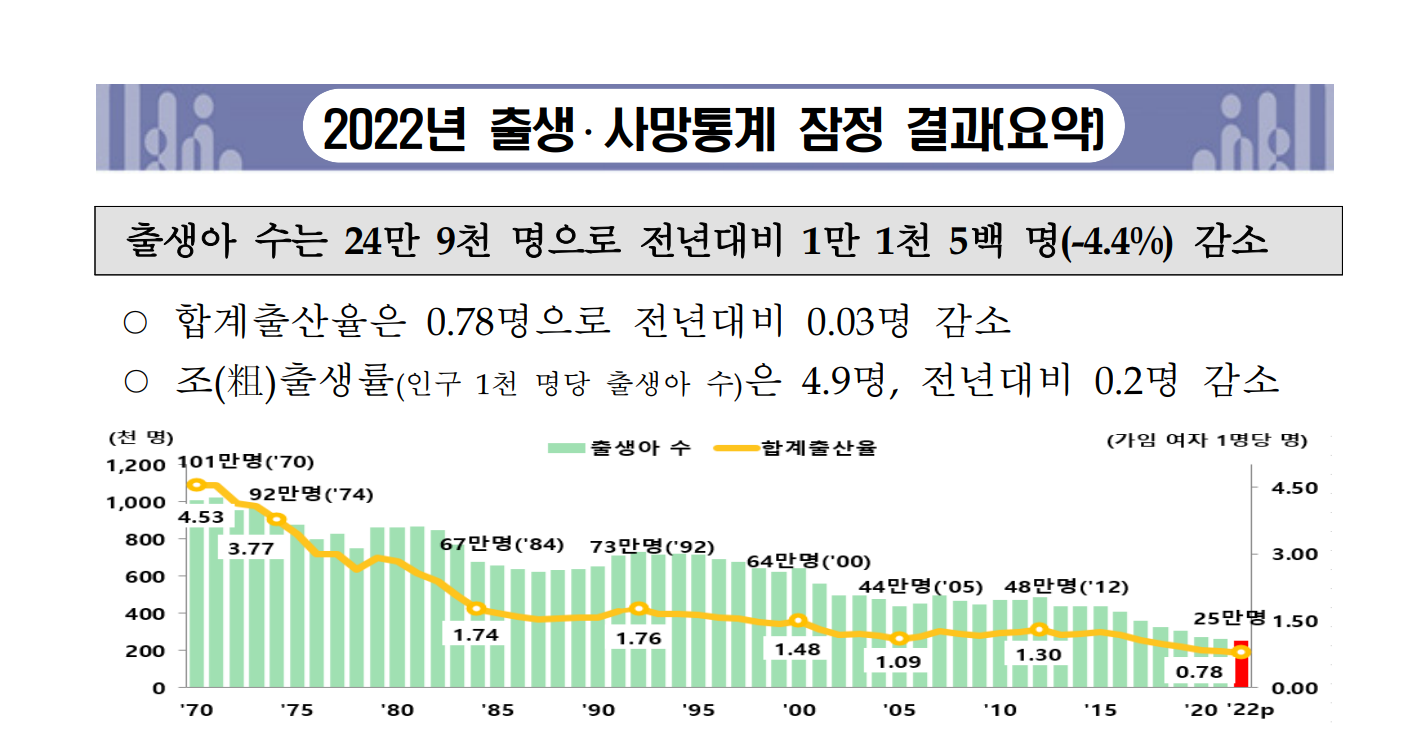 2022년 출생·사망통계 잠정 결과(요약)
출생아 수는 24만 9천 명으로 전년대비 1만 1천 5백 명(-4.4%) 감소
○ 합계출산율은 0.78명으로 전년대비 0.03명 감소
○ 조(粗)출생률(인구 1천 명당 출생아 수)은 4.9명, 전년대비 0.2명 감소
(천 명) 출생아 수 합계출산율 (가임 여자 1명당 명)
1,200 101만명('70)
92만명('74) 4.50
1,000
4.53
800 3.77 67만명('84) 73만명('92) 3.00
64만명('00)
600 44만명('05) 48만명('12)
400 25만명 1.50
1.74 1.76
1.48
200 1.09 1.30
0.78
0 0.00
'70 '75 '80 '85 '90 '95 '00 '05 '10 '15 '20 '22p